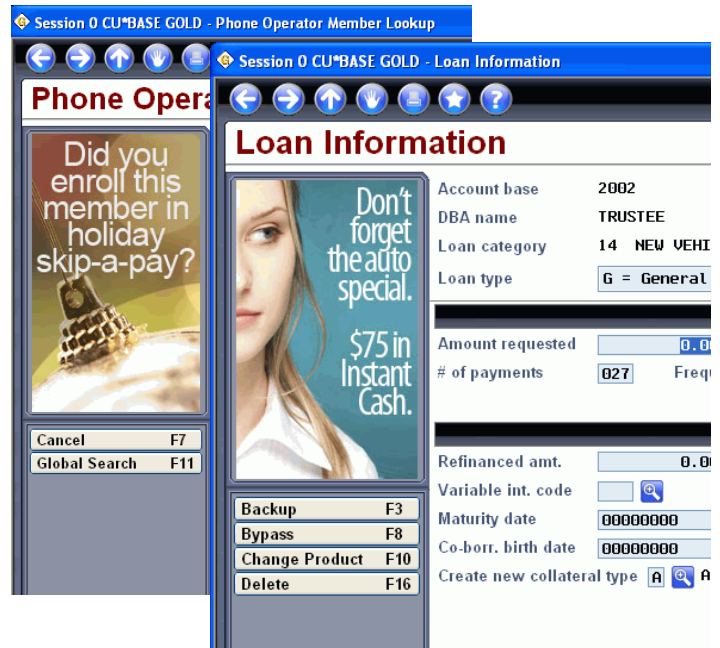 Session 0 CU*BASE GOLD - Phone Operator Member Lookup
Phone Opera
Did you
enroll this
member in
holiday
skip-a-pay?
Cancel F7
Global Search F11
Session 0 CU*BASE GOLD - Loan Information
Loan Information
Don't
forget
the auto
special.
$75 in
Instant
Cash.
Backup F3
Bypass F8
Change Product F10
Delete F16
Account base 2002
DBA name TRUSTEE
Loan category 14 NEW VEHI
Loan type G = General
Amount requested 0.00
# of payments 027 Frequ
Refinanced amt. 0.00
Variable int. code
Maturity date 00000000
Co-borr. birth date 00000000
Create new collateral type A A